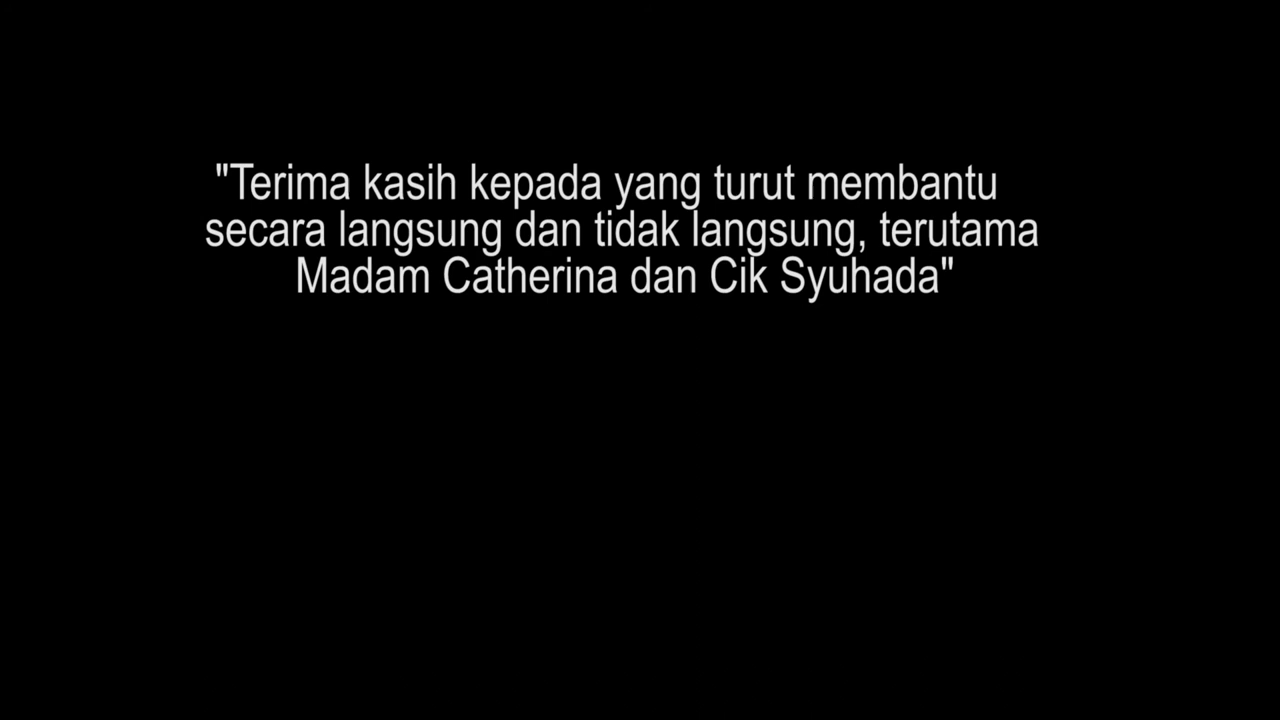 "Terima kasih kepada yang turut membantu
secara langsung dan tidak langsung, terutama
Madam Catherina dan Cik Syuhada"